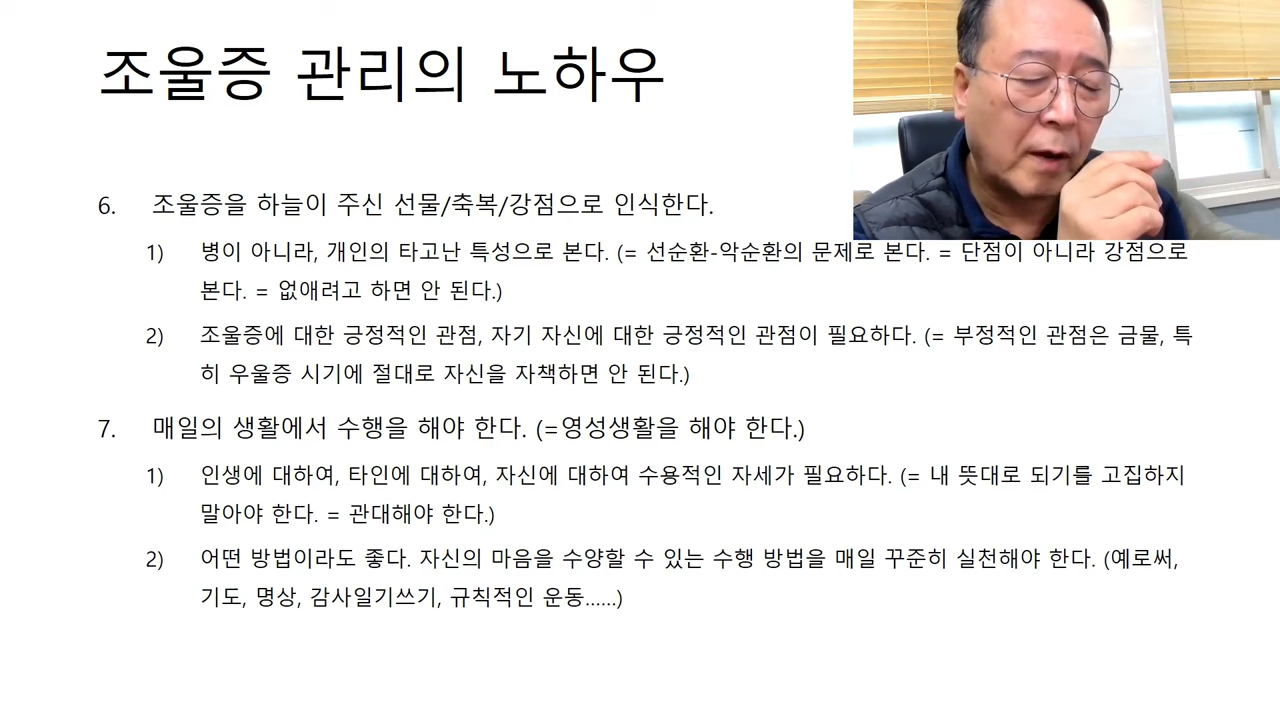 조울증 관리의 노하우
6. 조울증을 하늘이 주신 선물/축복/강점으로 인식한다.
1) 병이 아니라, 개인의 타고난 특성으로 본다. (= 선순환-악순환의 문제로 본다. = 단점이 아니라 강점으로
본다. = 없애려고 하면 안 된다.)
2) 조울증에 대한 긍정적인 관점, 자기 자신에 대한 긍정적인 관점이 필요하다. (= 부정적인 관점은 금물, 특
히 우울증 시기에 절대로 자신을 자책하면 안 된다.)
7. 매일의 생활에서 수행을 해야 한다. (=영성생활을 해야 한다.)
1) 인생에 대하여, 타인에 대하여, 자신에 대하여 수용적인 자세가 필요하다. (= 내 뜻대로 되기를 고집하지
말아야 한다. = 관대해야 한다.)
2) 어떤 방법이라도 좋다. 자신의 마음을 수양할 수 있는 수행 방법을 매일 꾸준히 실천해야 한다. (예로써,
기도, 명상, 감사일기쓰기, 규칙적인 운동......)